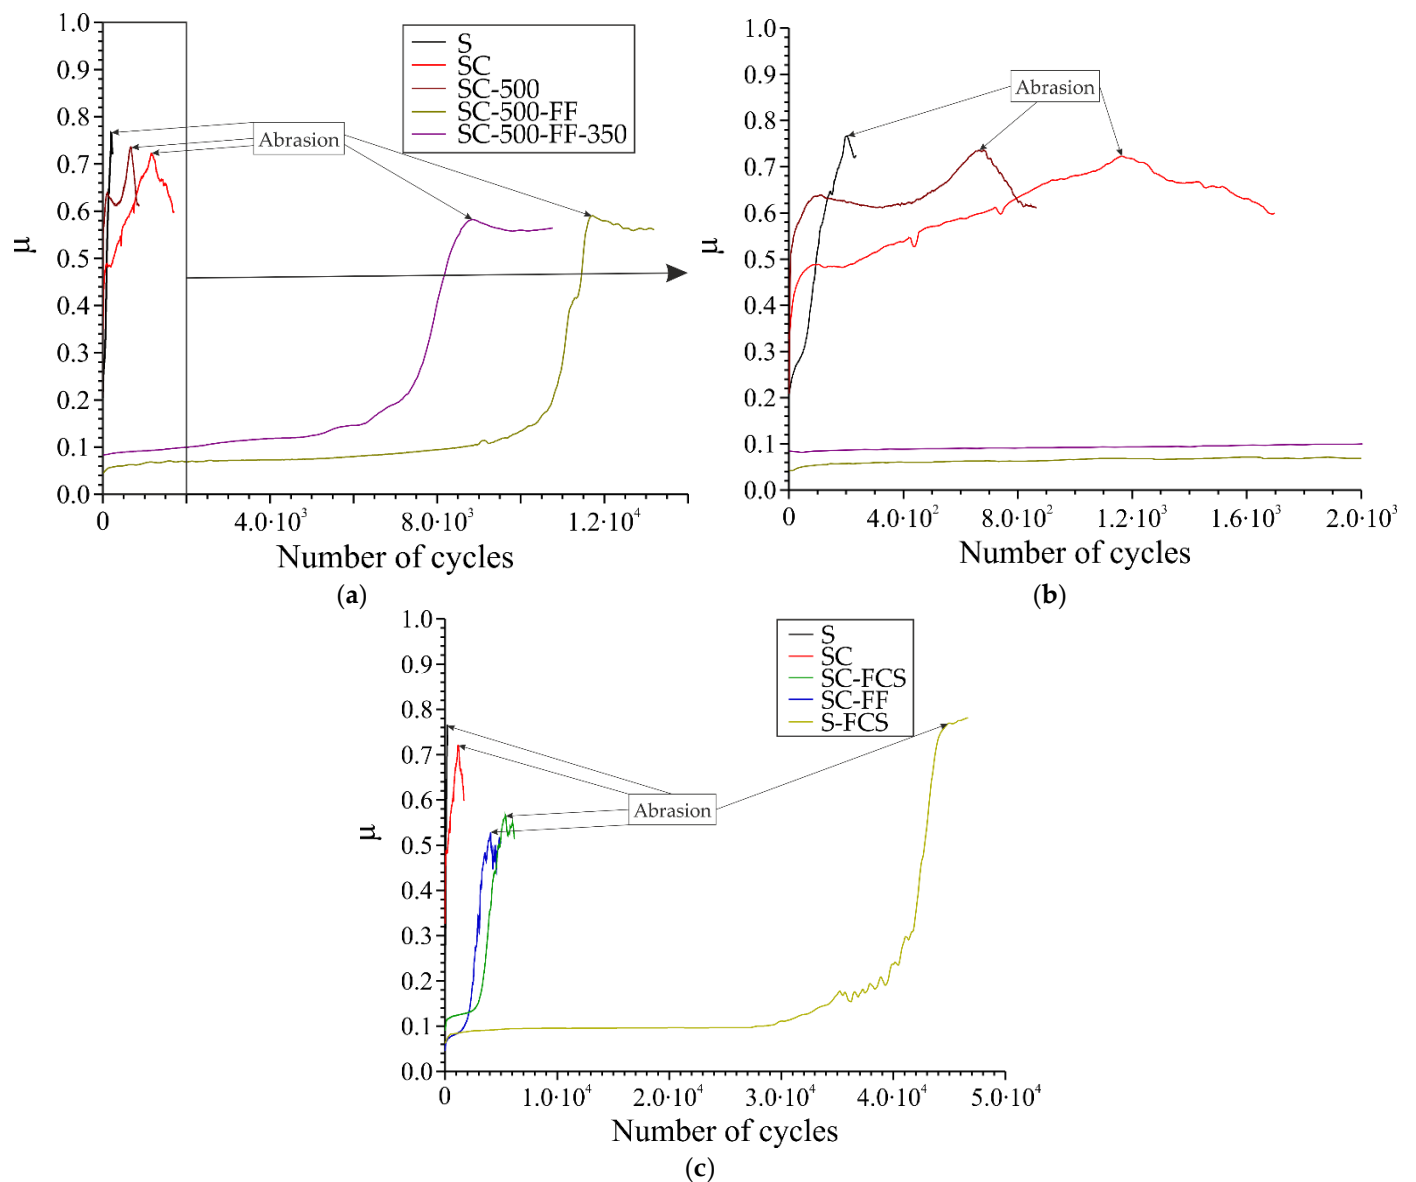 1.0
0.9
0.8
0.7
0.6
0.5
0.4
0.3
0.2
0.1
0.0
μ
S
SC
SC-500
SC-500-FF
SC-500-FF-350
Abrasion
0
4.0·10³
8.0·10³
1.2·10⁴
Number of cycles
(a)
1.0
0.9
0.8
0.7
0.6
0.5
0.4
0.3
0.2
0.1
0.0
μ
Abrasion
0
4.0·10²
8.0·10²
1.2·10³
1.6·10³
2.0·10³
Number of cycles
(b)
1.0
0.9
0.8
0.7
0.6
0.5
0.4
0.3
0.2
0.1
0.0
μ
S
SC
SC-FCS
SC-FF
S-FCS
Abrasion
0
1.0·10⁴
2.0·10⁴
3.0·10⁴
4.0·10⁴
5.0·10⁴
Number of cycles
(c)